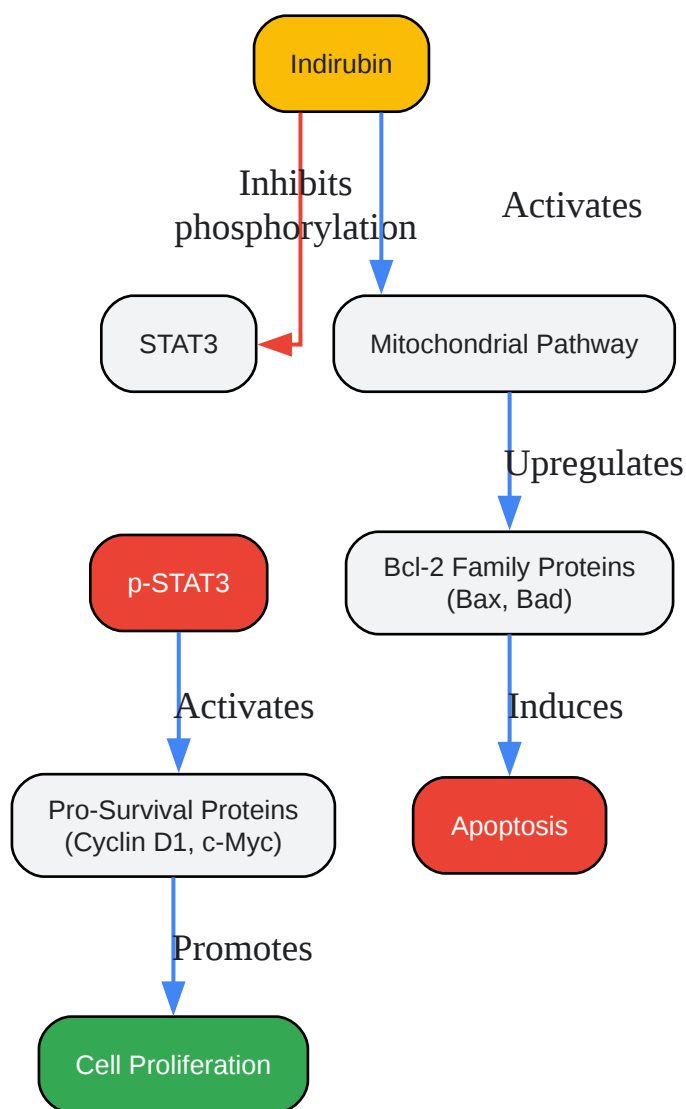 Indirubin
Inhibits
phosphorylation
Activates
STAT3
Mitochondrial Pathway
Upregulates
p-STAT3
Bcl-2 Family Proteins
(Bax, Bad)
Activates
Induces
Pro-Survival Proteins
(Cyclin D1, c-Myc)
Apoptosis
Promotes
Cell Proliferation